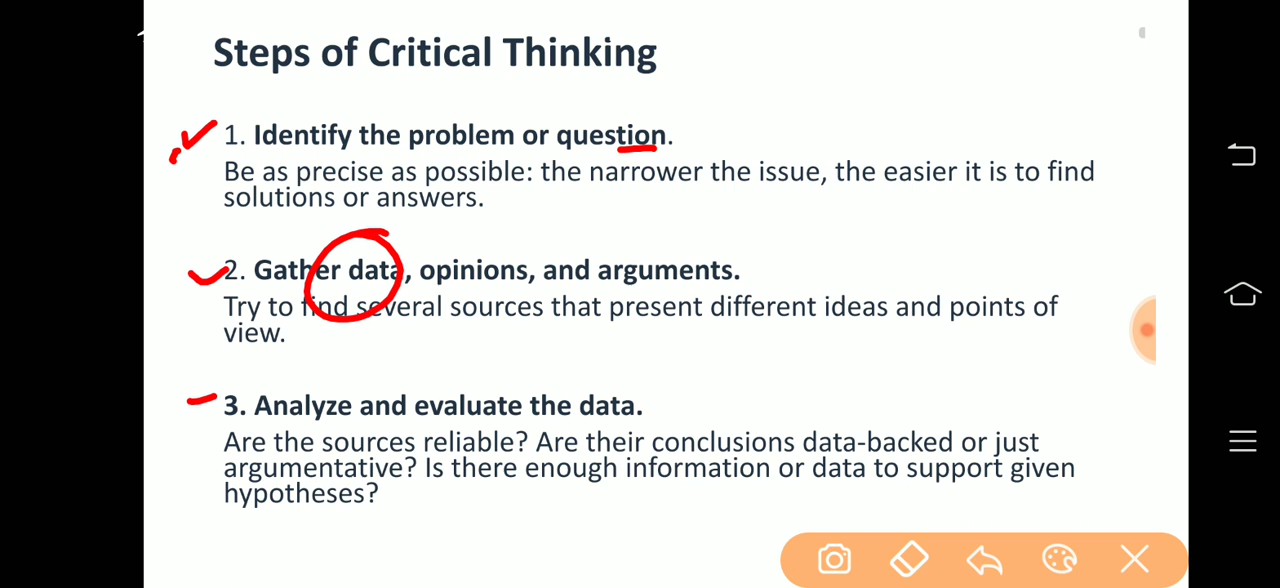 Steps of Critical Thinking
1. Identify the problem or question.
Be as precise as possible: the narrower the issue, the easier it is to find
solutions or answers.
2. Gather data, opinions, and arguments.
Try to find several sources that present different ideas and points of
view.
3. Analyze and evaluate the data.
Are the sources reliable? Are their conclusions data-backed or just
argumentative? Is there enough information or data to support given
hypotheses?